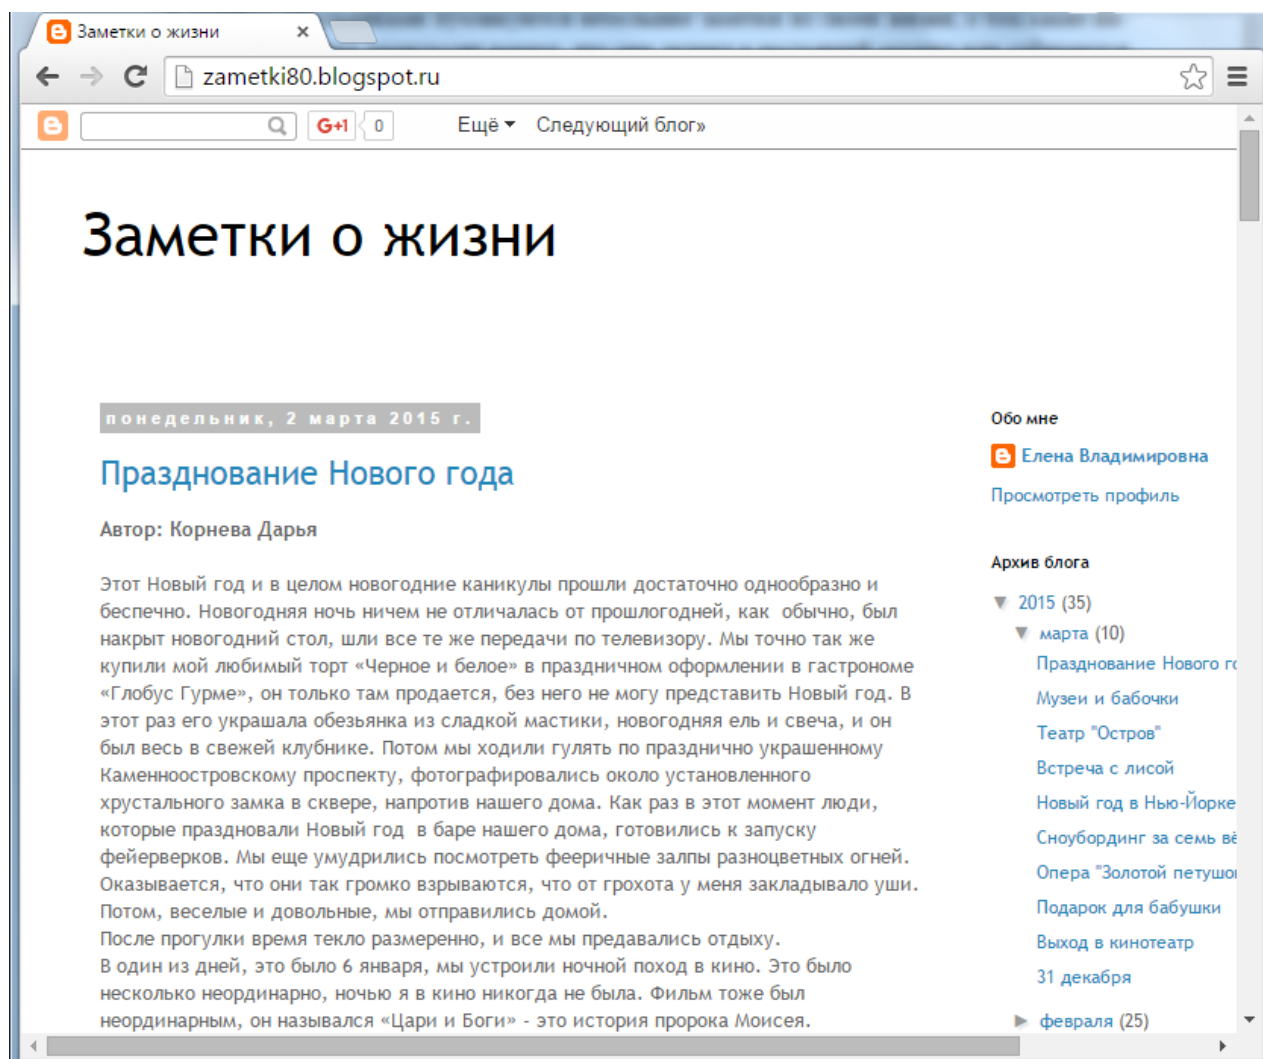 Заметки о жизни
zametki80.blogspot.ru
G+1 0 Ещё Следующий блог»
Заметки о жизни
понедельник, 2 марта 2015 г.
Празднование Нового года
Автор: Корнева Дарья
Этот Новый год и в целом новогодние каникулы прошли достаточно однообразно и
беспечно. Новогодняя ночь ничем не отличалась от прошлогодней, как  обычно, был
накрыт новогодний стол, шли все те же передачи по телевизору. Мы точно так же
купили мой любимый торт «Черное и белое» в праздничном оформлении в гастрономе
«Глобус Гурме», он только там продается, без него не могу представить Новый год. В
этот раз его украшала обезьянка из сладкой мастики, новогодняя ель и свеча, и он
был весь в свежей клубнике. Потом мы ходили гулять по празднично украшенному
Каменноостровскому проспекту, фотографировались около установленного
хрустального замка в сквере, напротив нашего дома. Как раз в этот момент люди,
которые праздновали Новый год  в баре нашего дома, готовились к запуску
фейерверков. Мы еще умудрились посмотреть фееричные залпы разноцветных огней.
Оказывается, что они так громко взрываются, что от грохота у меня закладывало уши.
Потом, веселые и довольные, мы отправились домой.
После прогулки время текло размеренно, и все мы предавались отдыху.
В один из дней, это было 6 января, мы устроили ночной поход в кино. Это было
несколько неординарно, ночью я в кино никогда не была. Фильм тоже был
неординарным, он назывался «Цари и Боги» - это история пророка Моисея.
Обо мне
Елена Владимировна
Просмотреть профиль
Архив блога
▼ 2015 (35)
▼ марта (10)
Празднование Нового го
Музеи и бабочки
Театр "Остров"
Встреча с лисой
Новый год в Нью-Йорке
Сноубординг за семь вё
Опера "Золотой петушо
Подарок для бабушки
Выход в кинотеатр
31 декабря
► февраля (25)